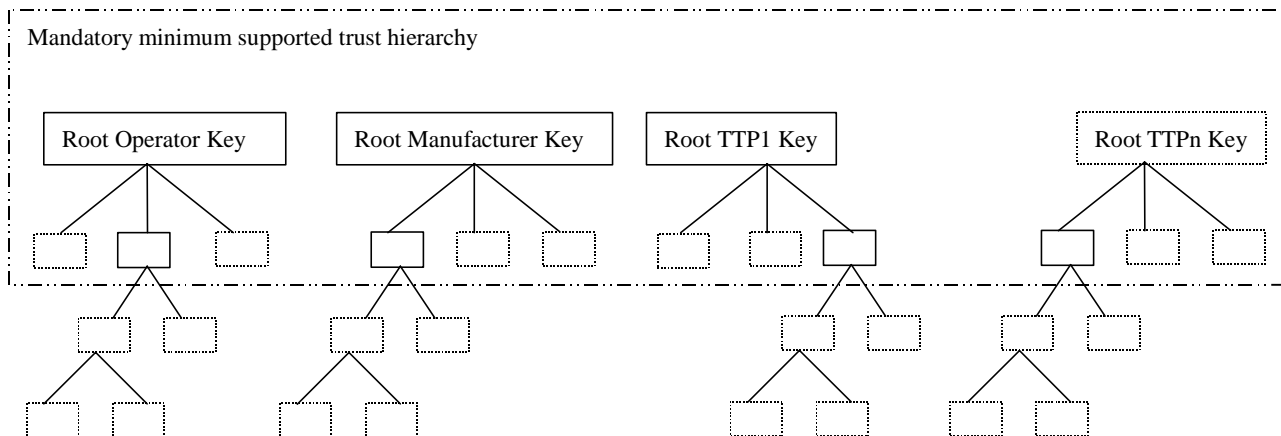 Mandatory minimum supported trust hierarchy
Root Operator Key
Root Manufacturer Key
Root TTP1 Key
Root TTPn Key